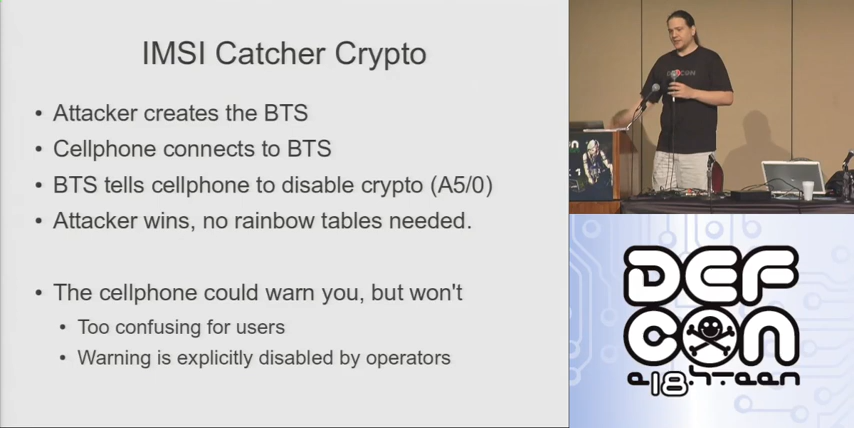 IMSI Catcher Crypto
• Attacker creates the BTS
• Cellphone connects to BTS
• BTS tells cellphone to disable crypto (A5/0)
• Attacker wins, no rainbow tables needed.
• The cellphone could warn you, but won't
• Too confusing for users
• Warning is explicitly disabled by operators
DEF
CON
e.18.h-teen